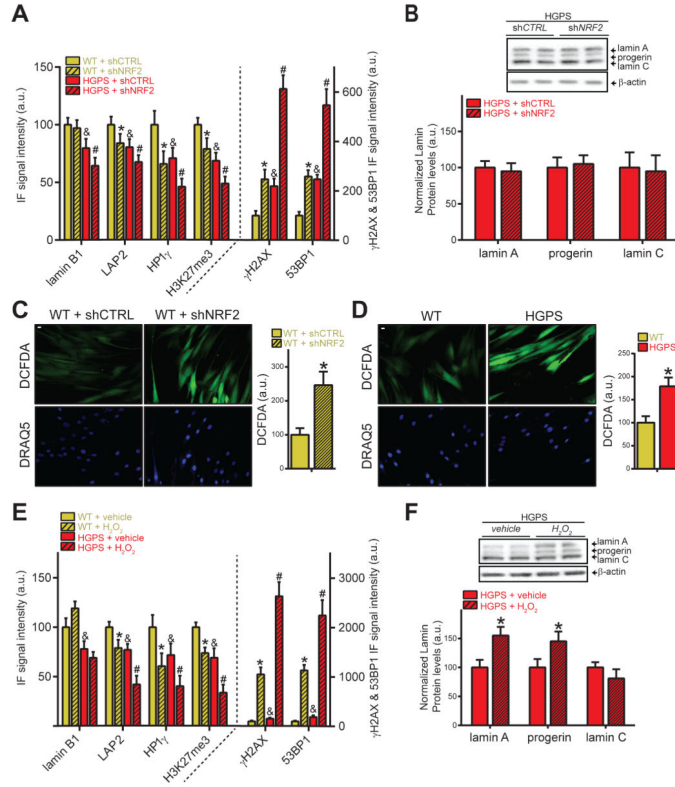 A
WT + shCTRL
WT + shNRF2
HGPS + shCTRL
HGPS + shNRF2
IF signal intensity (a.u.)
150
100
50
0
&
#
*
&
#
*
&
#
*
&
#
*
&
#
*
&
#
600
400
200
0
γH2AX & 53BP1 IF signal intensity (a.u.)
lamin B1
LAP2
HP1γ
H3K27me3
γH2AX
53BP1
B
HGPS
shCTRL
shNRF2
lamin A
progerin
lamin C
β-actin
HGPS + shCTRL
HGPS + shNRF2
Normalized Lamin
Protein levels (a.u.)
200
150
100
50
0
lamin A
progerin
lamin C
C
WT + shCTRL
WT + shNRF2
DCFDA
DRAQ5
WT + shCTRL
WT + shNRF2
DCFDA (a.u.)
300
200
100
0
*
D
WT
HGPS
DCFDA
DRAQ5
WT
HGPS
DCFDA (a.u.)
250
200
150
100
50
0
*
E
WT + vehicle
WT + H2O2
HGPS + vehicle
HGPS + H2O2
IF signal intensity (a.u.)
150
100
50
0
&
*
&
#
*
&
#
*
&
#
*
&
#
*
&
#
3000
2000
1000
0
γH2AX & 53BP1 IF signal intensity (a.u.)
lamin B1
LAP2
HP1γ
H3K27me3
γH2AX
53BP1
F
HGPS
vehicle
H2O2
lamin A
progerin
lamin C
β-actin
HGPS + vehicle
HGPS + H2O2
Normalized Lamin
Protein levels (a.u.)
150
100
50
0
*
*
lamin A
progerin
lamin C